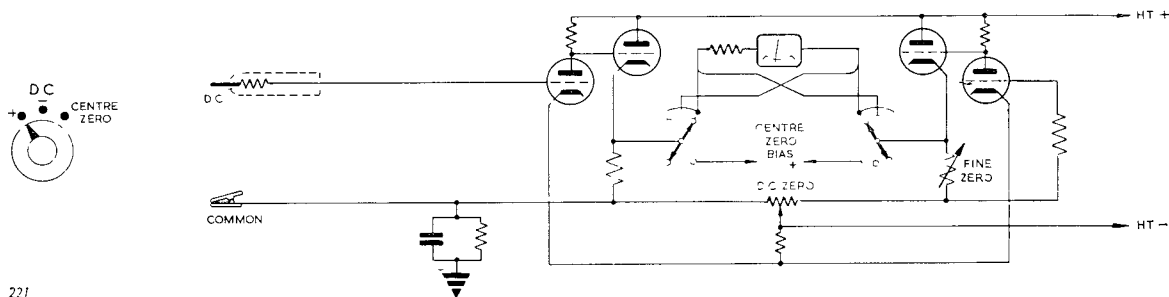 HT +
DC
+
−
CENTRE
ZERO
DC
CENTRE
ZERO
BIAS
− +
FINE
ZERO
DC ZERO
COMMON
HT −
221